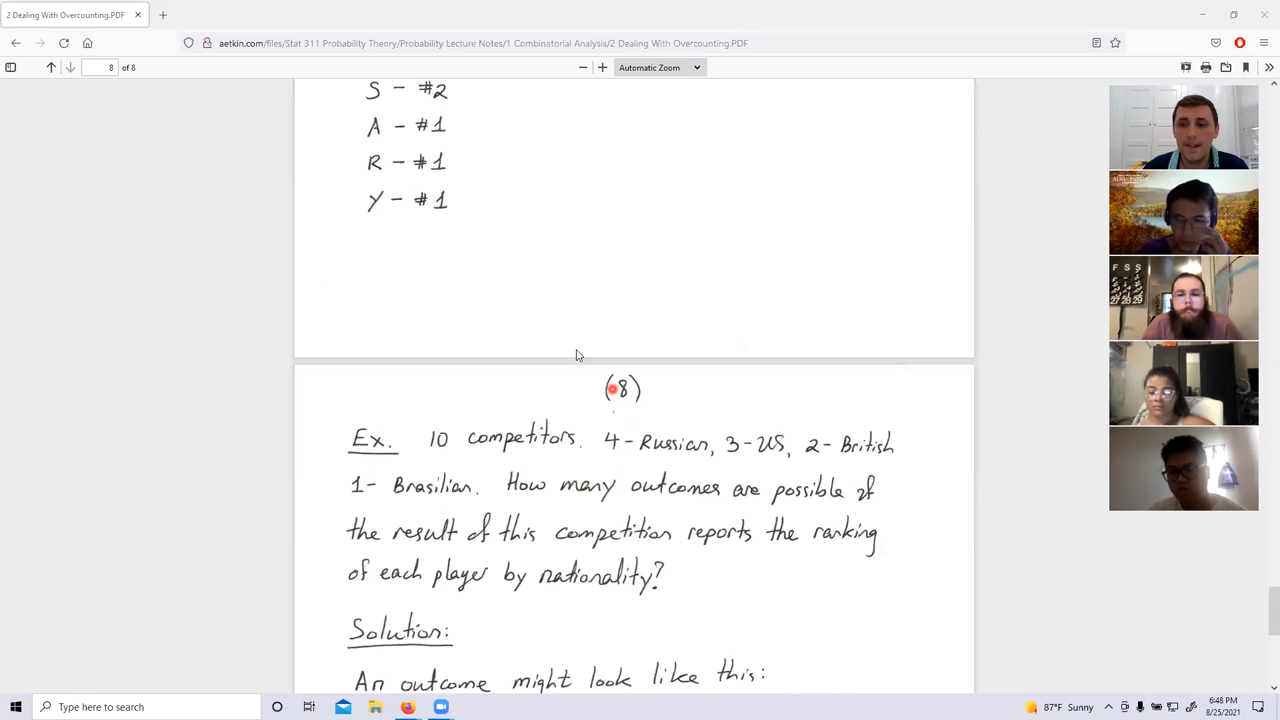 2 Dealing With Overcounting.PDF
aetkin.com/files/Stat 311 Probability Theory/Probability Lecture Notes/1 Combinatorial Analysis/2 Dealing With Overcounting.PDF
8 of 8
Automatic Zoom
S - #2
A - #1
R - #1
Y - #1
(8)
Ex. 10 competitors. 4 - Russian, 3 - US, 2 - British
1 - Brasilian. How many outcomes are possible if
the result of this competition reports the ranking
of each player by nationality?
Solution:
An outcome might look like this:
F S S
27 28 29
Type here to search
87°F Sunny
6:48 PM
8/25/2021